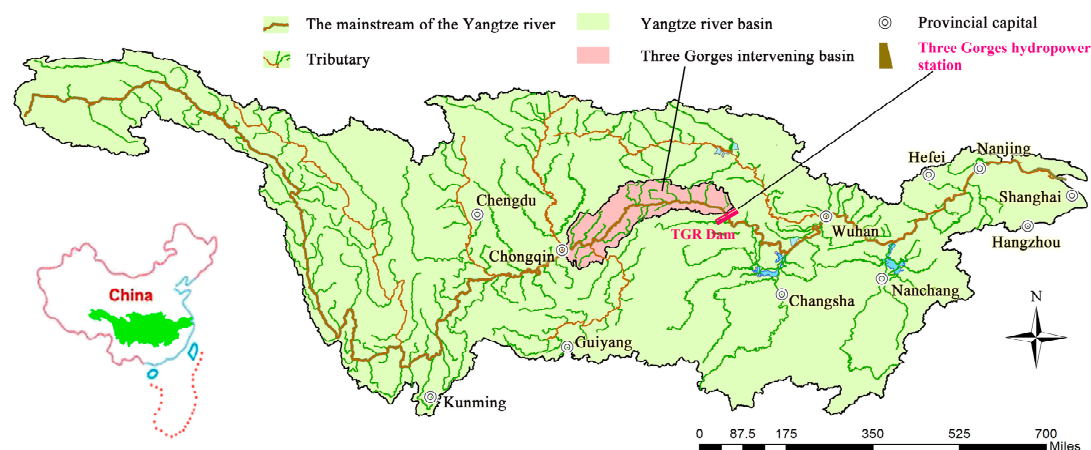 The mainstream of the Yangtze river
Yangtze river basin
Provincial capital
Tributary
Three Gorges intervening basin
Three Gorges hydropower
station
Hefei
Nanjing
Shanghai
Chengdu
TGR Dam
Wuhan
Hangzhou
Chongqin
China
Changsha
Nanchang
N
Guiyang
Kunming
0 87.5 175 350 525 700
Miles